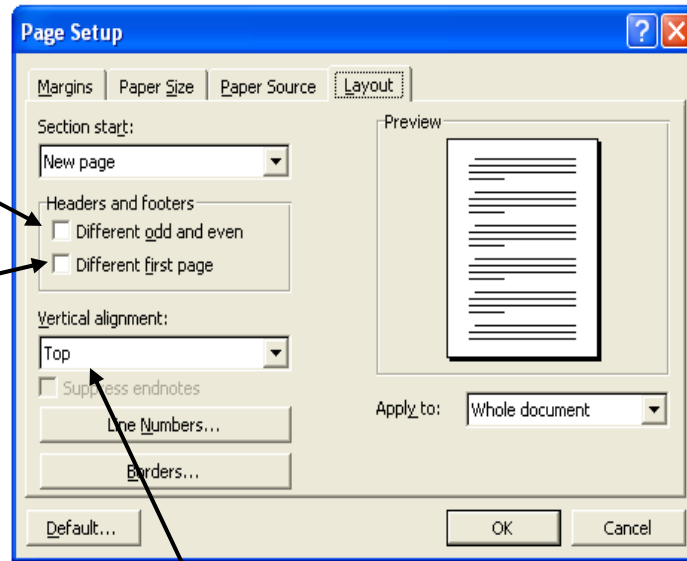 Page Setup
Margins Paper Size Paper Source Layout
Section start:
New page
Headers and footers
Different odd and even
Different first page
Vertical alignment:
Top
Suppress endnotes
Line Numbers...
Borders...
Preview
Apply to: Whole document
Default... OK Cancel